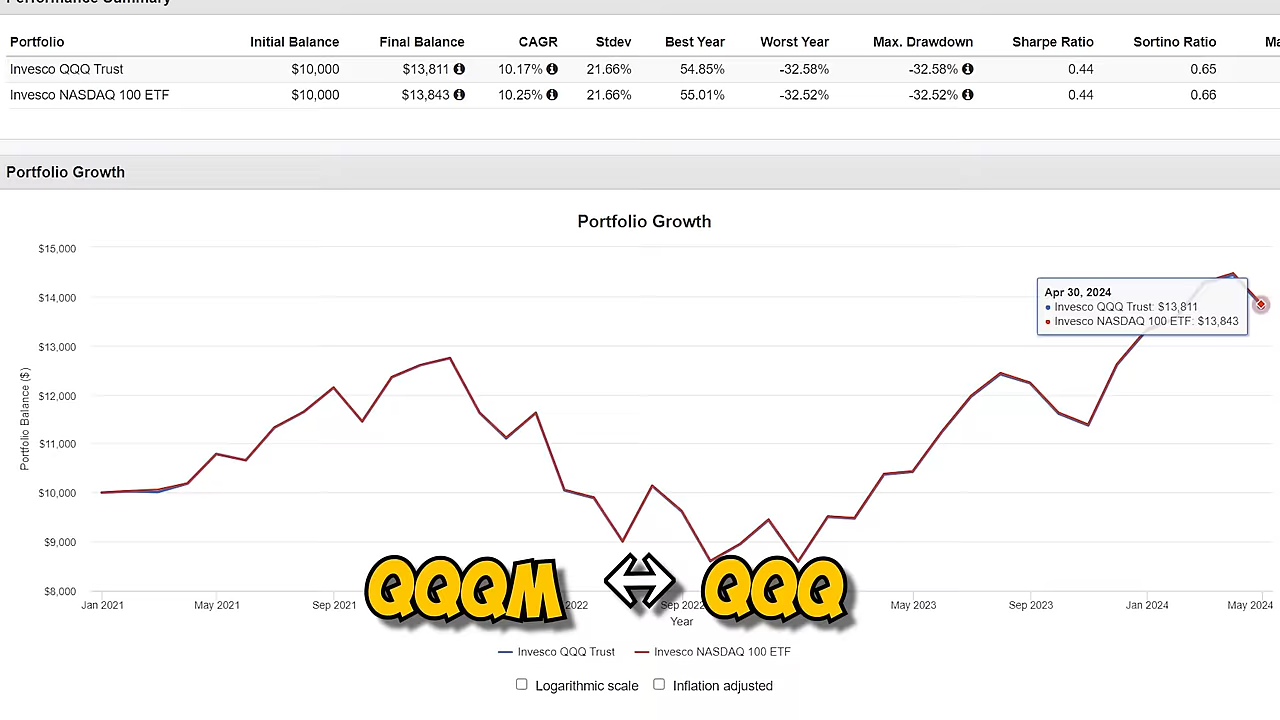 Performance Summary
Portfolio Initial Balance Final Balance CAGR Stdev Best Year Worst Year Max. Drawdown Sharpe Ratio Sortino Ratio Ma
Invesco QQQ Trust $10,000 $13,811 10.17% 21.66% 54.85% -32.58% -32.58% 0.44 0.65
Invesco NASDAQ 100 ETF $10,000 $13,843 10.25% 21.66% 55.01% -32.52% -32.52% 0.44 0.66
Portfolio Growth
Portfolio Growth
$15,000
$14,000
$13,000
$12,000
$11,000
$10,000
$9,000
$8,000
Portfolio Balance ($)
Apr 30, 2024
Invesco QQQ Trust: $13,811
Invesco NASDAQ 100 ETF: $13,843
QQQM QQQ
Jan 2021 May 2021 Sep 2021 2022 Sep 2022 May 2023 Sep 2023 Jan 2024 May 2024
Year
Invesco QQQ Trust Invesco NASDAQ 100 ETF
Logarithmic scale Inflation adjusted